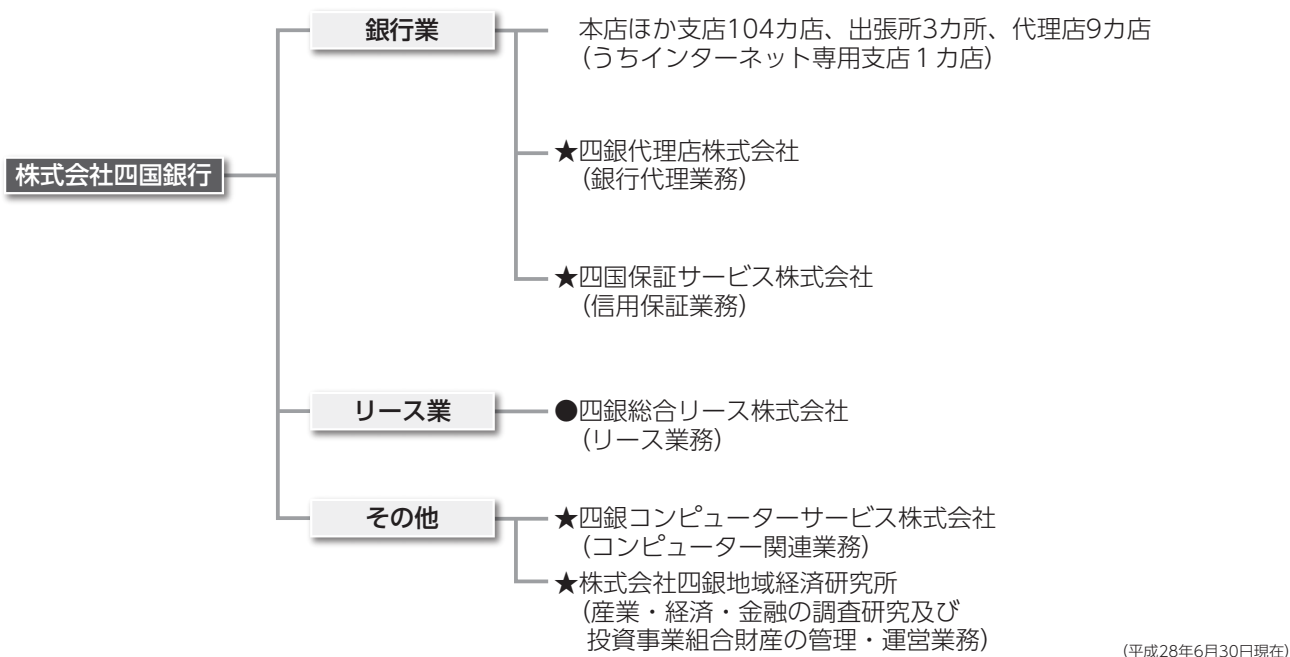 銀行業
本店ほか支店104カ店、出張所3カ所、代理店9カ店
(うちインターネット専用支店１カ店)
★四銀代理店株式会社
(銀行代理業務)
株式会社四国銀行
★四国保証サービス株式会社
(信用保証業務)
リース業
●四銀総合リース株式会社
(リース業務)
その他
★四銀コンピューターサービス株式会社
(コンピューター関連業務)
★株式会社四銀地域経済研究所
(産業・経済・金融の調査研究及び
投資事業組合財産の管理・運営業務)
(平成28年6月30日現在)